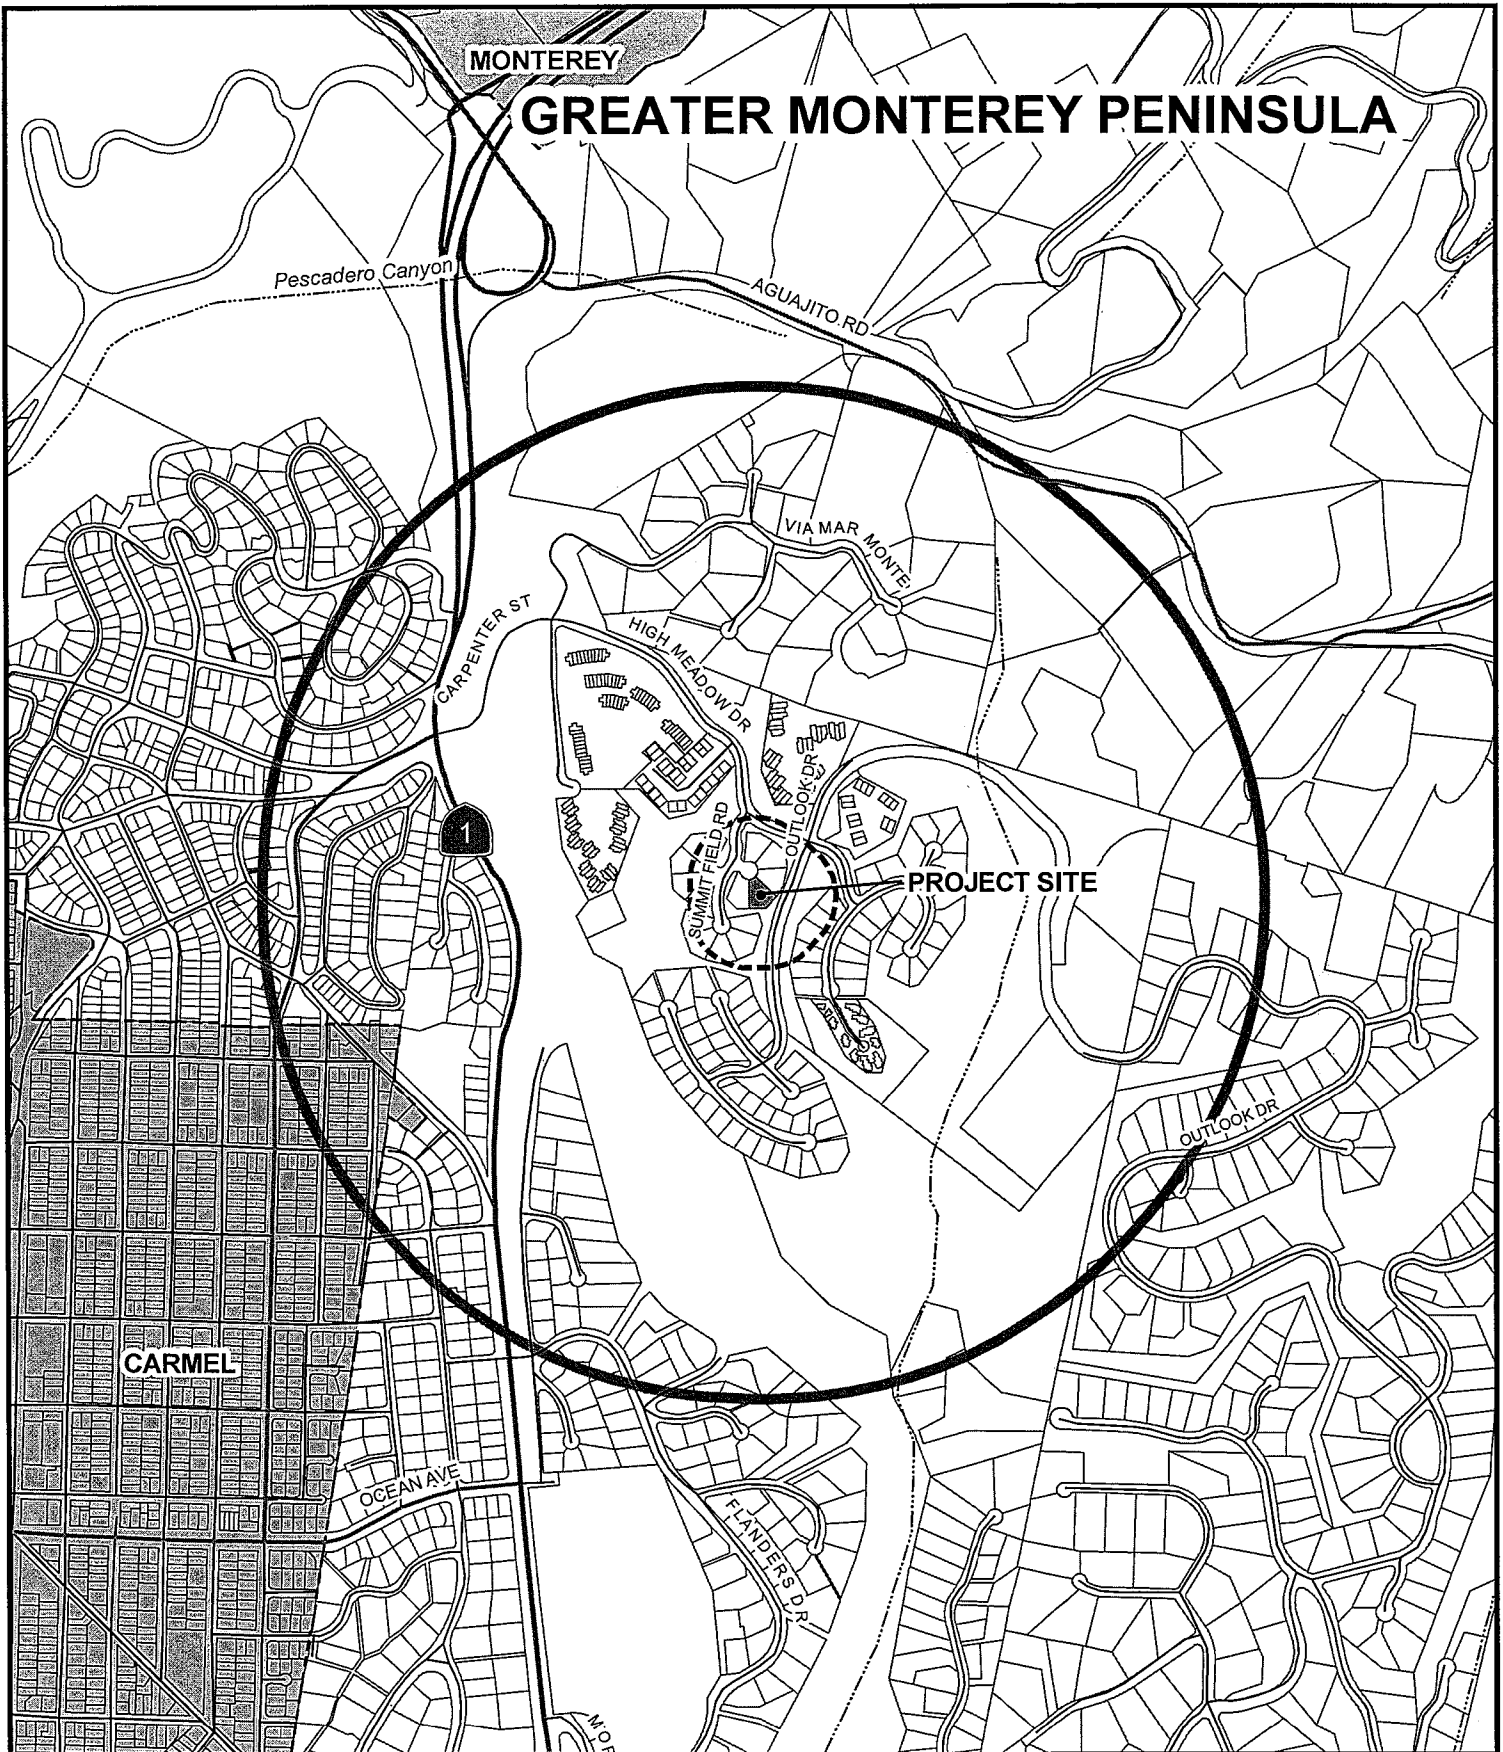 MONTEREY
GREATER MONTEREY PENINSULA
Pescadero Canyon
AGUAJITO RD
VIA MAR MONTE
CARPENTER ST
HIGH MEADOW DR
OUTLOOK DR
SUMMIT FIELD RD
1
PROJECT SITE
OUTLOOK DR
CARMEL
OCEAN AVE
FLANDERS DR
MOR